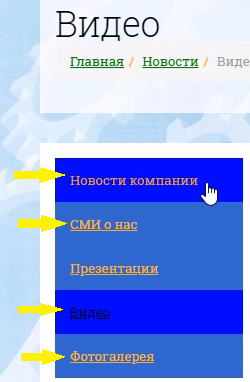 Видео
Главная / Новости / Виде
Новости компании
СМИ о нас
Презентации
Видео
Фотогалерея